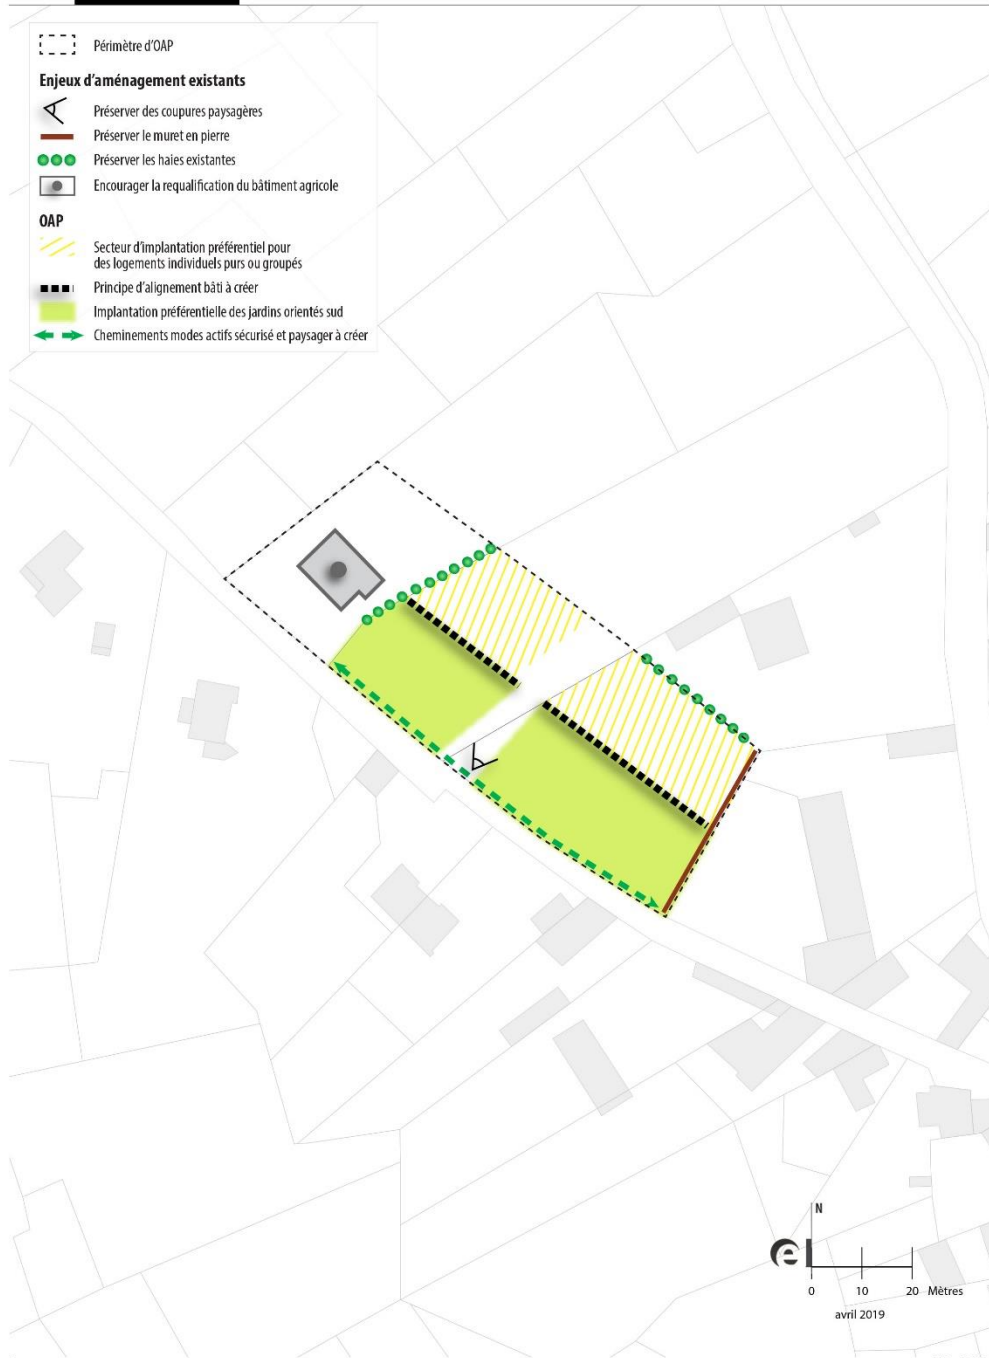 Périmètre d'OAP
Enjeux d'aménagement existants
Préserver des coupures paysagères
Préserver le muret en pierre
Préserver les haies existantes
Encourager la requalification du bâtiment agricole
OAP
Secteur d'implantation préférentiel pour
des logements individuels purs ou groupés
Principe d'alignement bâti à créer
Implantation préférentielle des jardins orientés sud
Cheminements modes actifs sécurisé et paysager à créer
N
e
0 10 20 Mètres
avril 2019